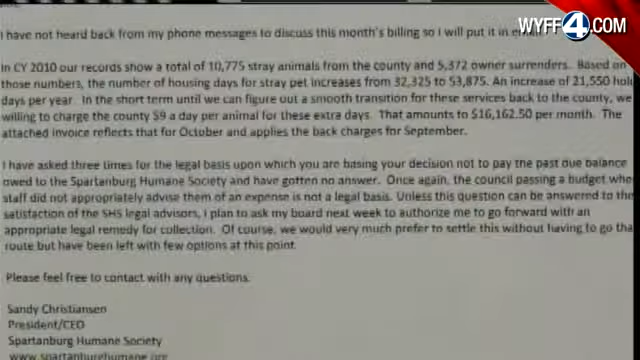 WYFF4.COM
I have not heard back from my phone messages to discuss this month's billing so I will put it in
In CY 2010 our records show a total of 10,775 stray animals from the county and 5,372 owner surrenders. Based on
those numbers, the number of housing days for stray pet increases from 32,325 to 53,875. An increase of 21,550 hol
days per year. In the short term until we can figure out a smooth transition for these services back to the county, we
willing to charge the county $9 a day per animal for these extra days. That amounts to $16,162.50 per month. The
attached invoice reflects that for October and applies the back charges for September.
I have asked three times for the legal basis upon which you are basing your decision not to pay the past due balance
owed to the Spartanburg Humane Society and have gotten no answer. Once again, the council passing a budget whe
staff did not appropriately advise them of an expense is not a legal basis. Unless this question can be answered to the
satisfaction of the SHS legal advisors, I plan to ask my board next week to authorize me to go forward with an
appropriate legal remedy for collection. Of course, we would very much prefer to settle this without having to go tha
route but have been left with few options at this point.
Please feel free to contact with any questions.
Sandy Christiansen
President/CEO
Spartanburg Humane Society
www.spartanburghumane.org